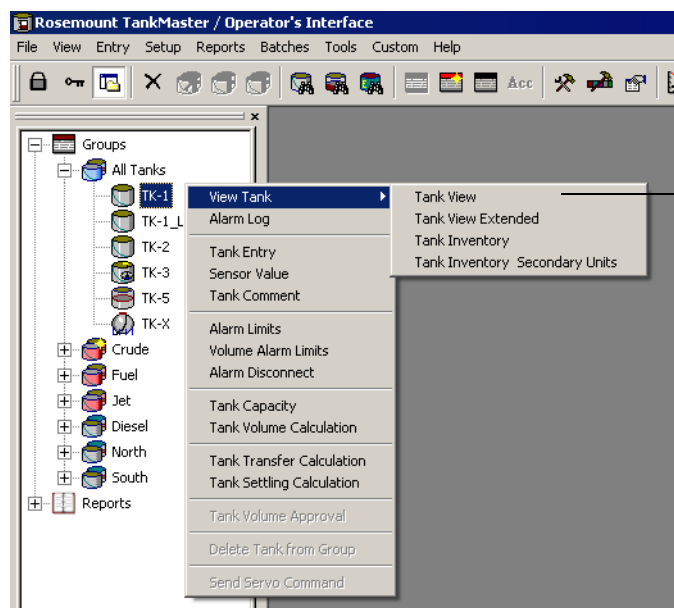 Rosemount TankMaster / Operator's Interface
File View Entry Setup Reports Batches Tools Custom Help
Acc
Groups
All Tanks
TK-1
TK-1_L
TK-2
TK-3
TK-5
TK-X
Crude
Fuel
Jet
Diesel
North
South
Reports
View Tank
Alarm Log
Tank Entry
Sensor Value
Tank Comment
Alarm Limits
Volume Alarm Limits
Alarm Disconnect
Tank Capacity
Tank Volume Calculation
Tank Transfer Calculation
Tank Settling Calculation
Tank Volume Approval
Delete Tank from Group
Send Servo Command
Tank View
Tank View Extended
Tank Inventory
Tank Inventory Secondary Units